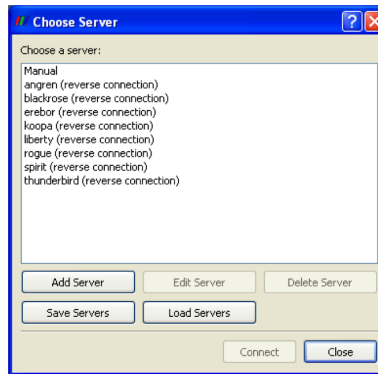 Choose Server
Choose a server:
Manual
angren (reverse connection)
blackrose (reverse connection)
erebor (reverse connection)
koopa (reverse connection)
liberty (reverse connection)
rogue (reverse connection)
spirit (reverse connection)
thunderbird (reverse connection)
Add Server Edit Server Delete Server
Save Servers Load Servers
Connect Close